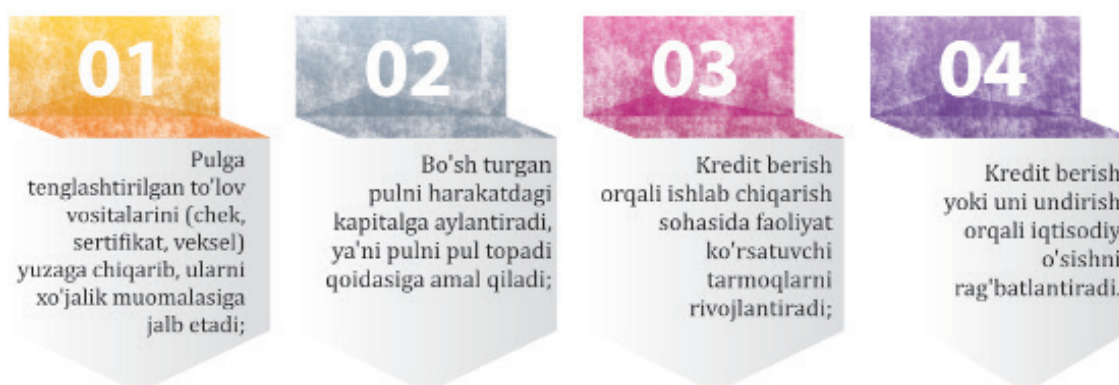 01
Pulga
tenglashtirilgan to'lov
vositalarini (chek,
sertifikat, veksel)
yuzaga chiqarib, ularni
xo'jalik muomalasiga
jalb etadi;
02
Bo'sh turgan
pulni harakatdagi
kapitalga aylantiradi,
ya'ni pulni pul topadi
qoidasiga amal qiladi;
03
Kredit berish
orqali ishlab chiqarish
sohasida faoliyat
ko'rsatuvchi
tarmoqlarni
rivojlantiradi;
04
Kredit berish
yoki uni undirish
orqali iqtisodiy
o'sishni
rag'batlantiradi.